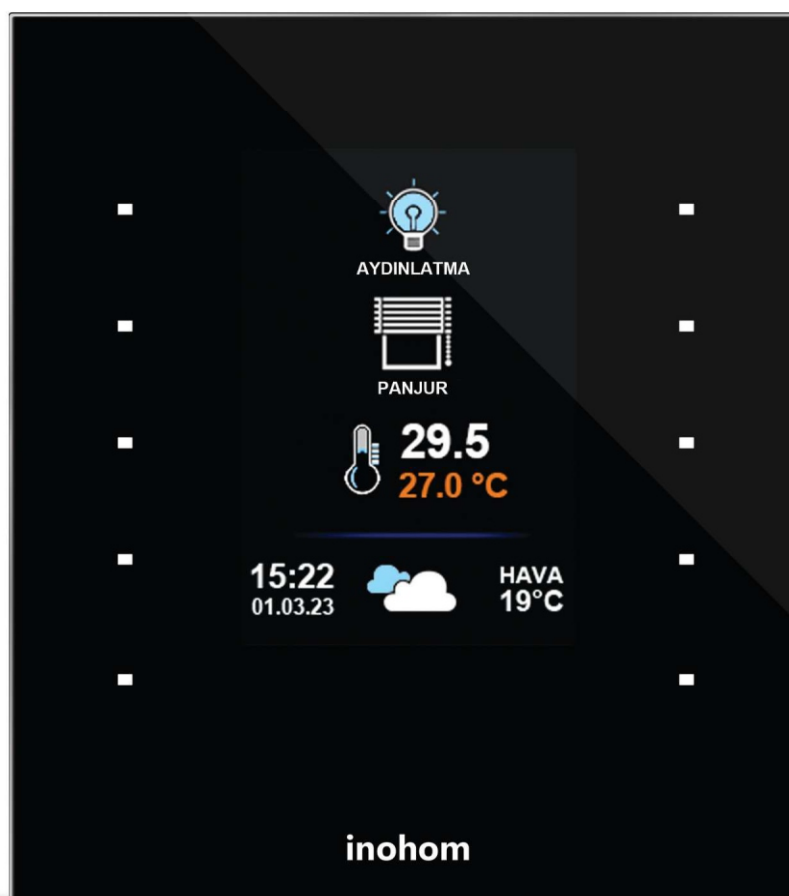 AYDINLATMA
PANJUR
29.5
27.0 °C
15:22
01.03.23
HAVA
19°C
inohom